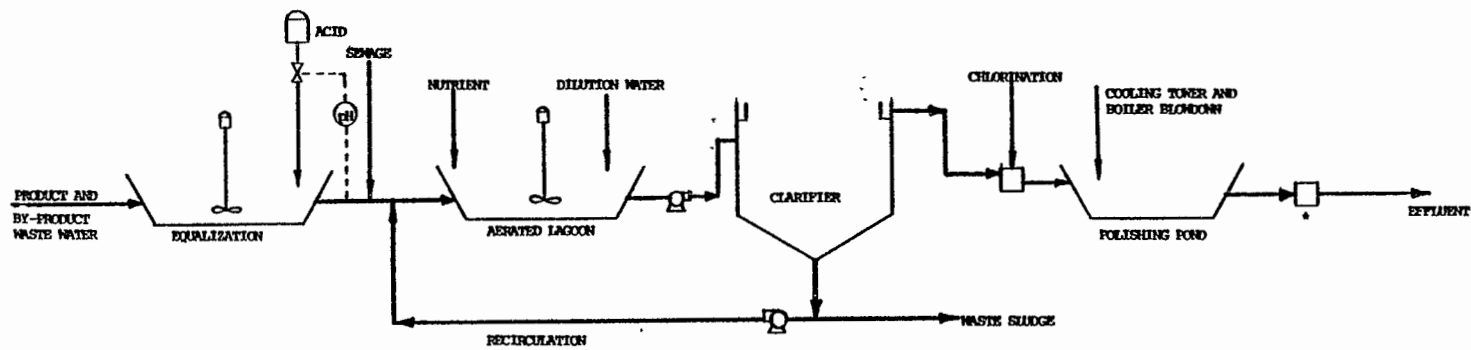 ACID
SEWAGE
NUTRIENT
DILUTION WATER
CHLORINATION
COOLING TOWER AND
BOILER BLOWDOWN
pH
PRODUCT AND
BY-PRODUCT
WASTE WATER
EQUALIZATION
AERATED LAGOON
CLARIFIER
POLISHING POND
*
EFFLUENT
RECIRCULATION
WASTE SLUDGE